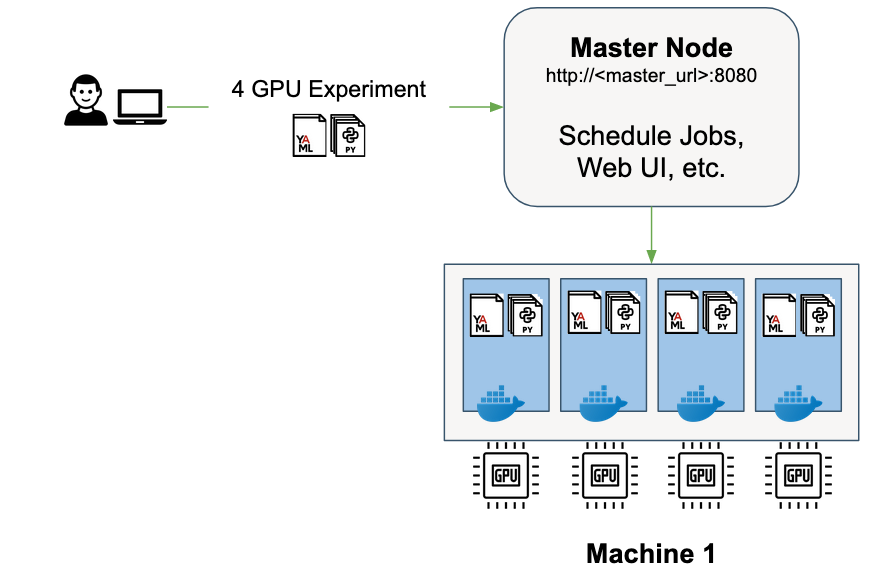 Master Node
http://<master_url>:8080
4 GPU Experiment
YA
ML
PY
Schedule Jobs,
Web UI, etc.
YA
ML
PY
YA
ML
PY
YA
ML
PY
YA
ML
PY
GPU
GPU
GPU
GPU
Machine 1